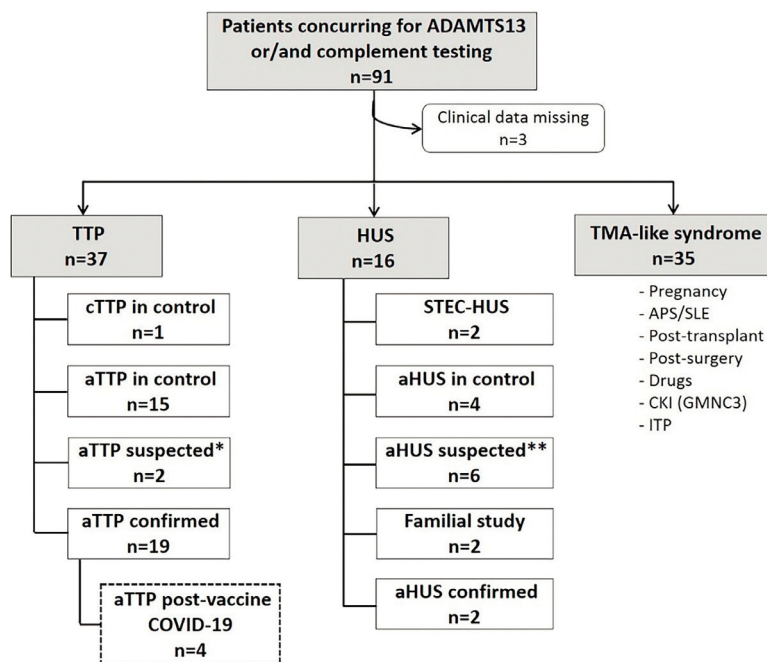 Patients concurring for ADAMTS13
or/and complement testing
n=91
Clinical data missing
n=3
TTP
n=37
cTTP in control
n=1
aTTP in control
n=15
aTTP suspected*
n=2
aTTP confirmed
n=19
aTTP post-vaccine
COVID-19
n=4
HUS
n=16
STEC-HUS
n=2
aHUS in control
n=4
aHUS suspected**
n=6
Familial study
n=2
aHUS confirmed
n=2
TMA-like syndrome
n=35
- Pregnancy
- APS/SLE
- Post-transplant
- Post-surgery
- Drugs
- CKI (GMNC3)
- ITP